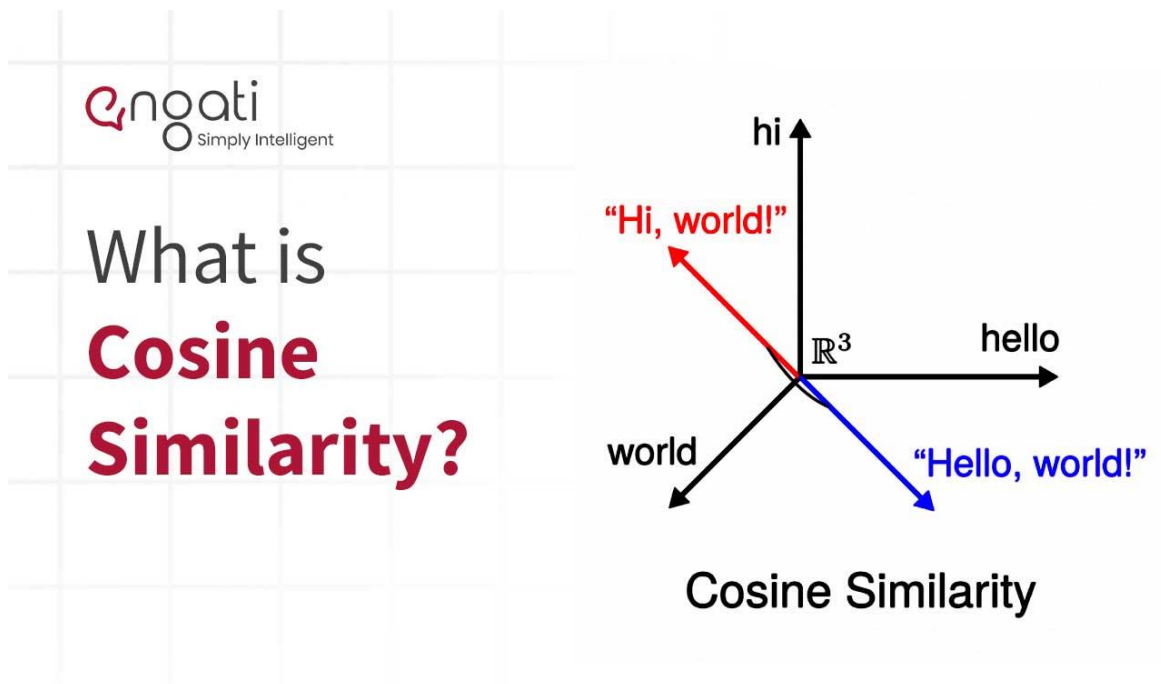 engati
Simply Intelligent
What is
Cosine
Similarity?
hi
“Hi, world!”
ℝ³
hello
world
“Hello, world!”
Cosine Similarity